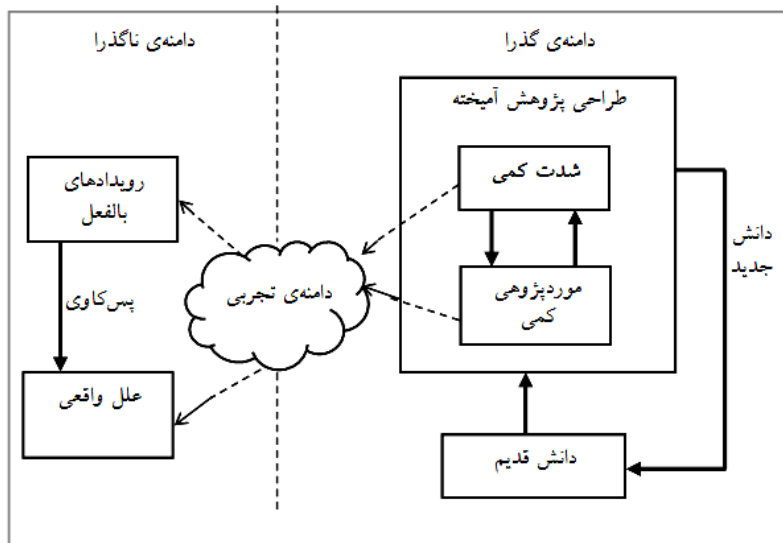 دامنه‌ی گذرا
دامنه‌ی ناگذرا
طراحی پژوهش آمیخته
شدت کمی
رویدادهای
بالفعل
دانش
جدید
موردپژوهی
کمی
دامنه‌ی تجربی
پس‌کاوی
علل واقعی
دانش قدیم